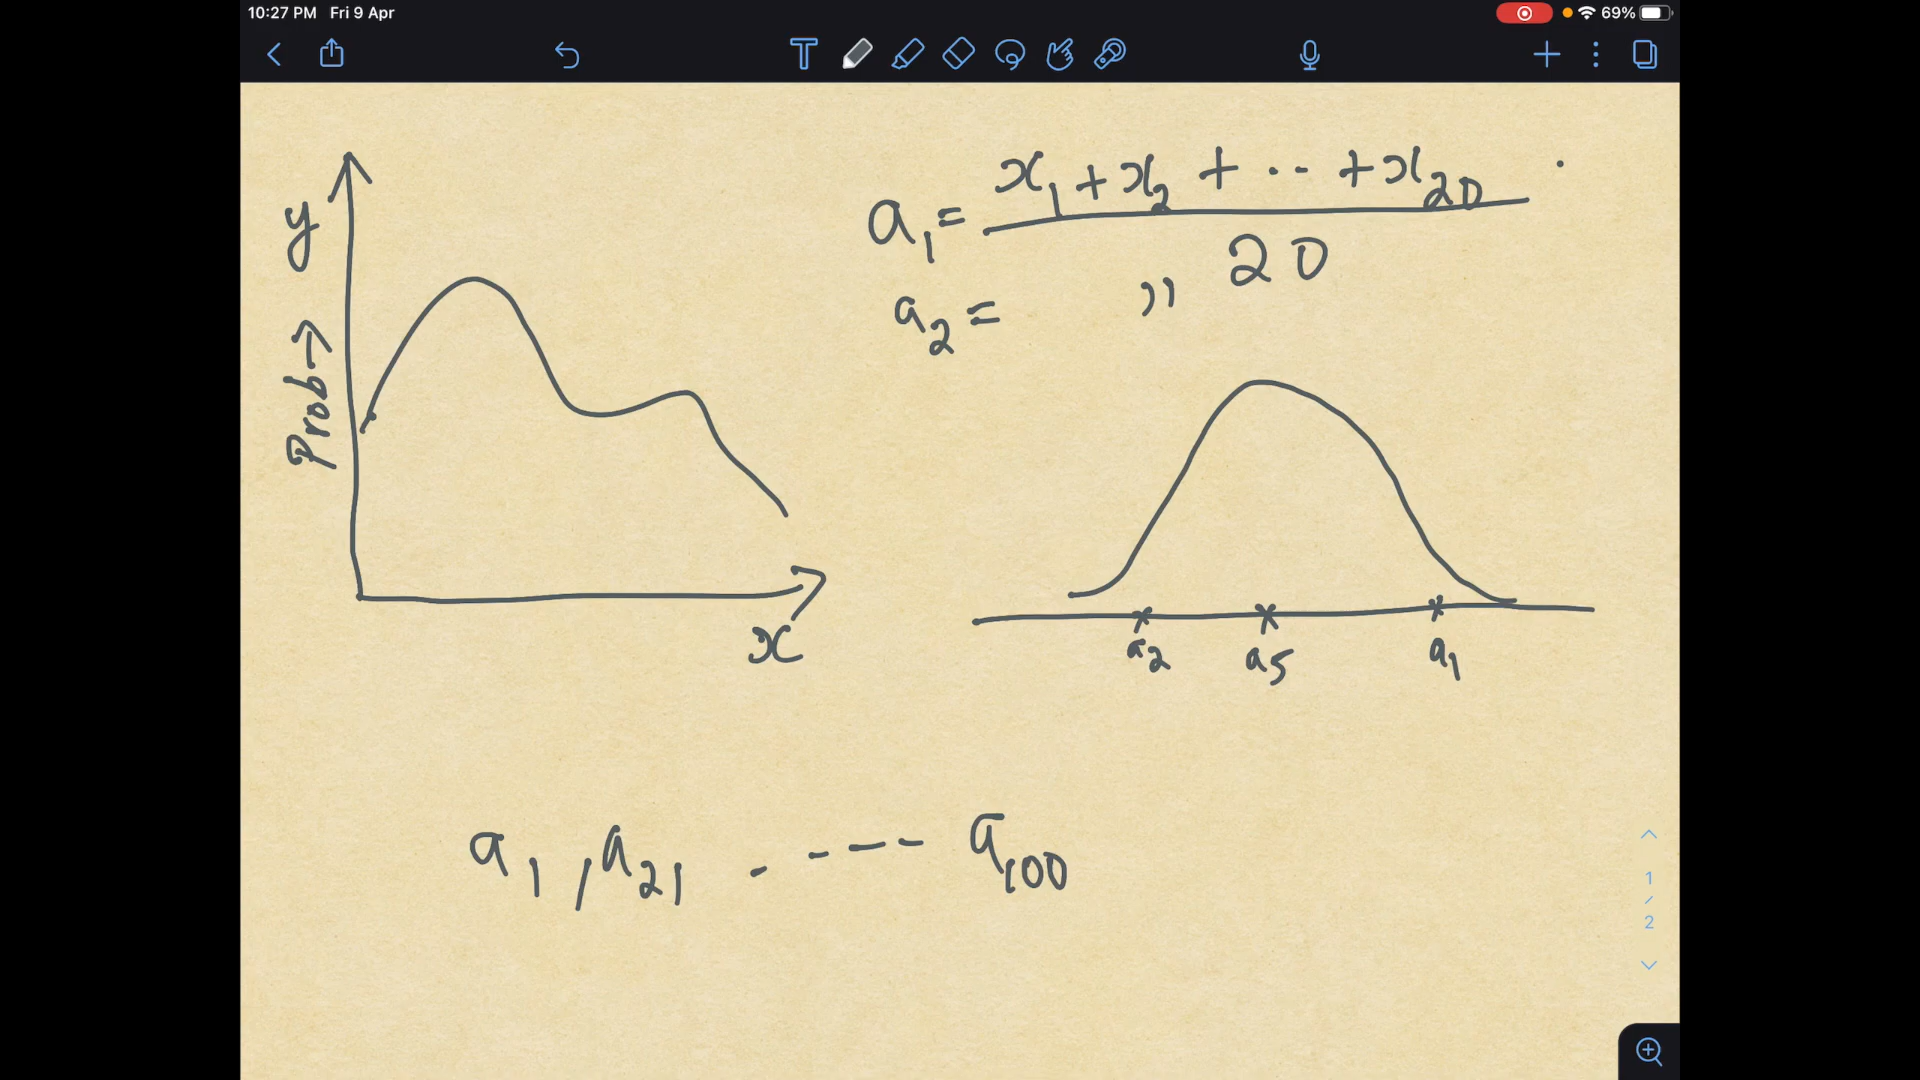 10:27 PM Fri 9 Apr
69%
T
y
Prob →
x
a₁ = x₁ + x₂ + .. + x₂₀
20
a₂ = "
a₂ a₅ a₁
a₁, a₂, . - - - - a₁₀₀
1
/
2